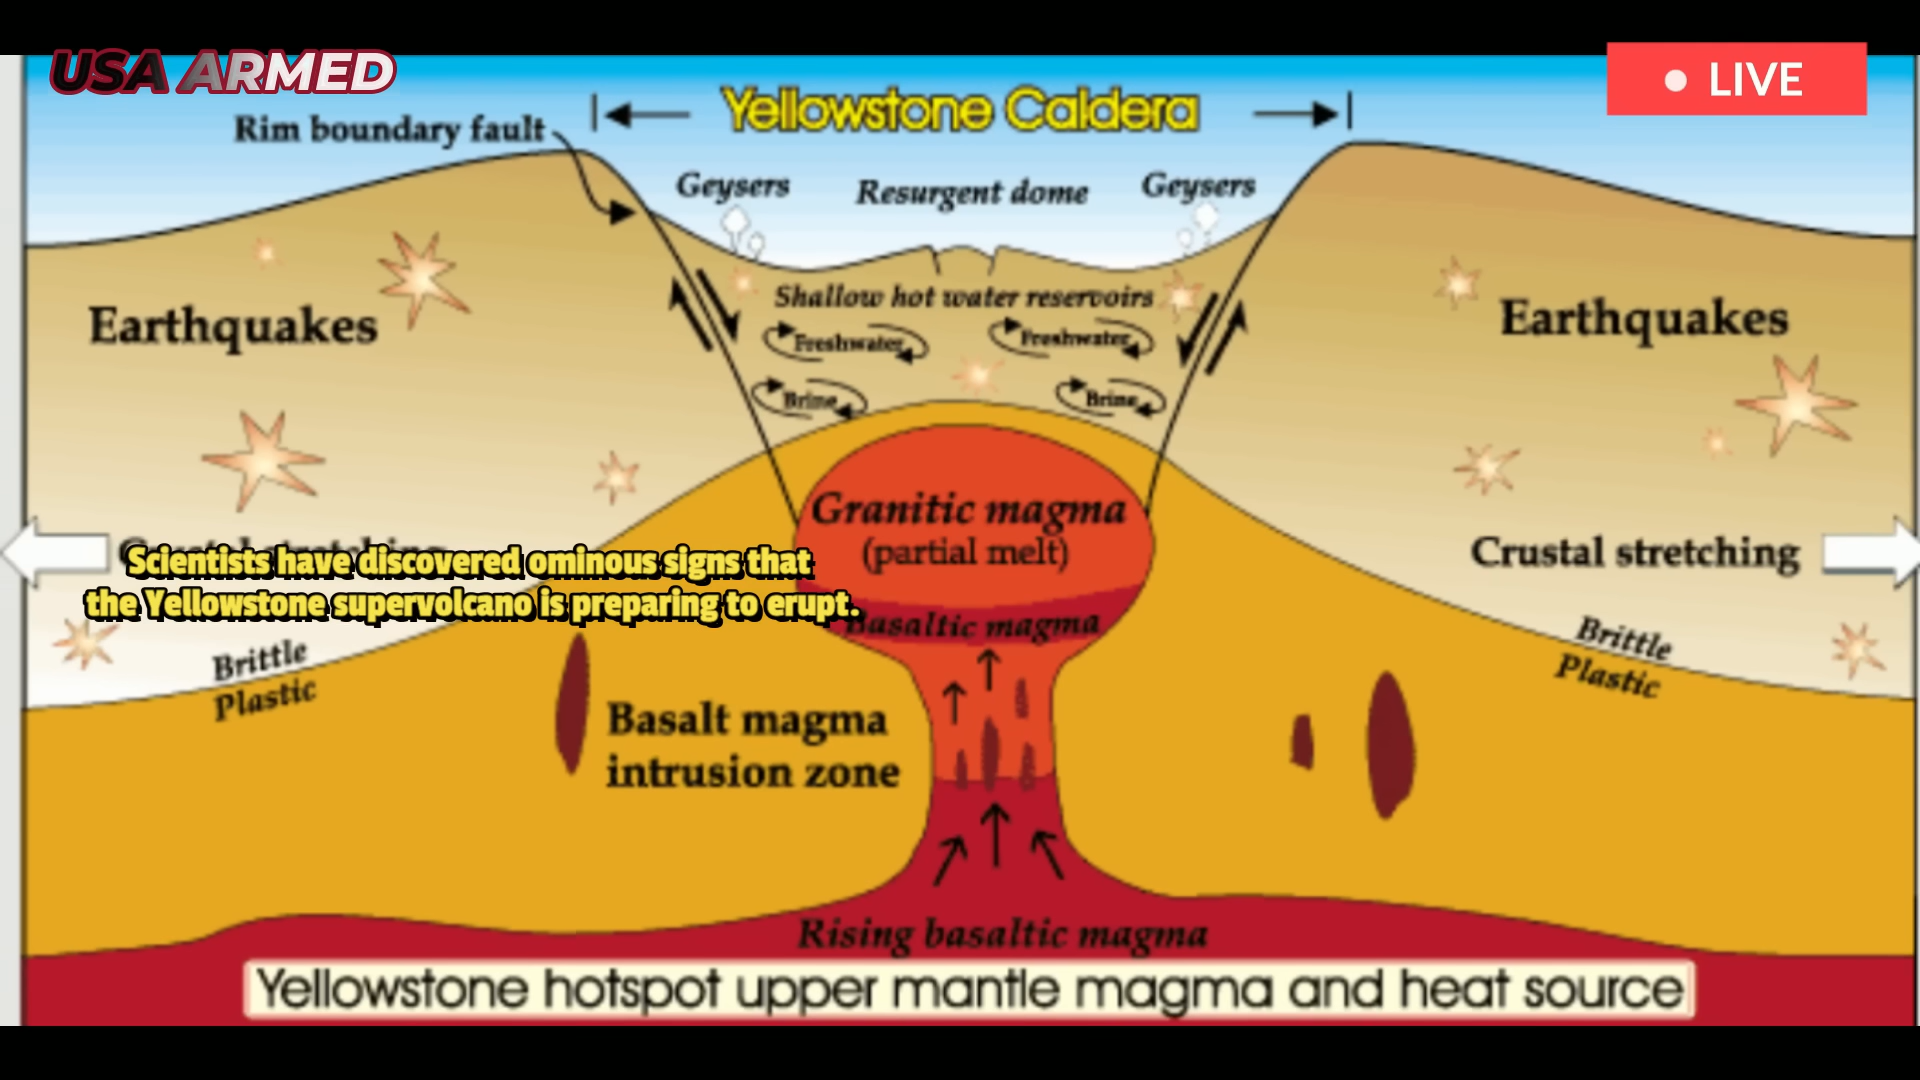 USA ARMED
LIVE
Yellowstone Caldera
Rim boundary fault
Geysers
Resurgent dome
Geysers
Shallow hot water reservoirs
Freshwater
Freshwater
Brine
Brine
Earthquakes
Earthquakes
Granitic magma
(partial melt)
Crustal stretching
Crustal stretching
Scientists have discovered ominous signs that
the Yellowstone supervolcano is preparing to erupt.
Basaltic magma
Brittle
Plastic
Brittle
Plastic
Basalt magma
intrusion zone
Rising basaltic magma
Yellowstone hotspot upper mantle magma and heat source